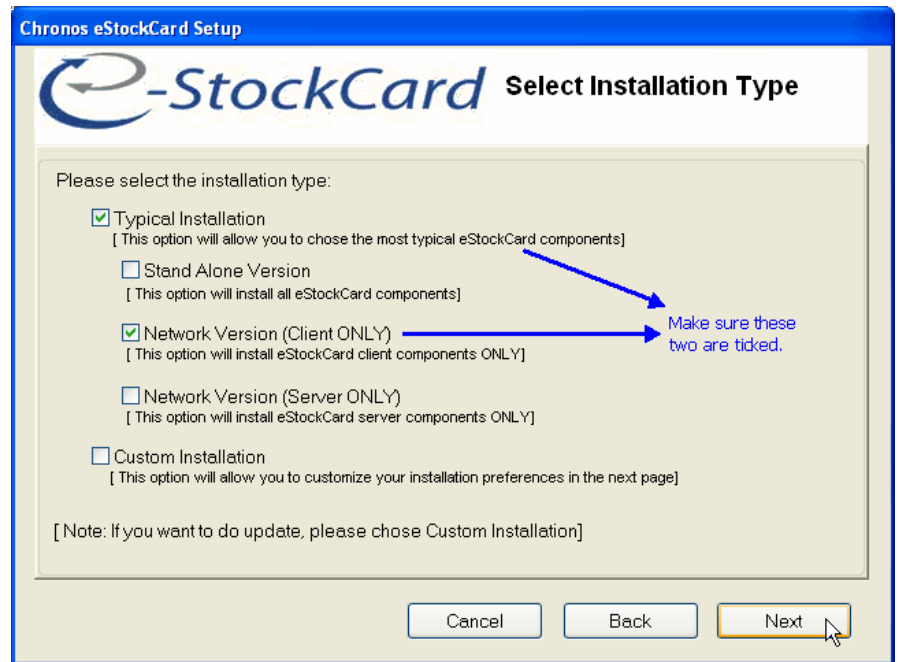 Chronos eStockCard Setup
e-StockCard Select Installation Type
Please select the installation type:
Typical Installation
[ This option will allow you to chose the most typical eStockCard components]
Stand Alone Version
[ This option will install all eStockCard components]
Network Version (Client ONLY)
[ This option will install eStockCard client components ONLY]
Make sure these
two are ticked.
Network Version (Server ONLY)
[ This option will install eStockCard server components ONLY]
Custom Installation
[ This option will allow you to customize your installation preferences in the next page]
[ Note: If you want to do update, please chose Custom Installation]
Cancel Back Next